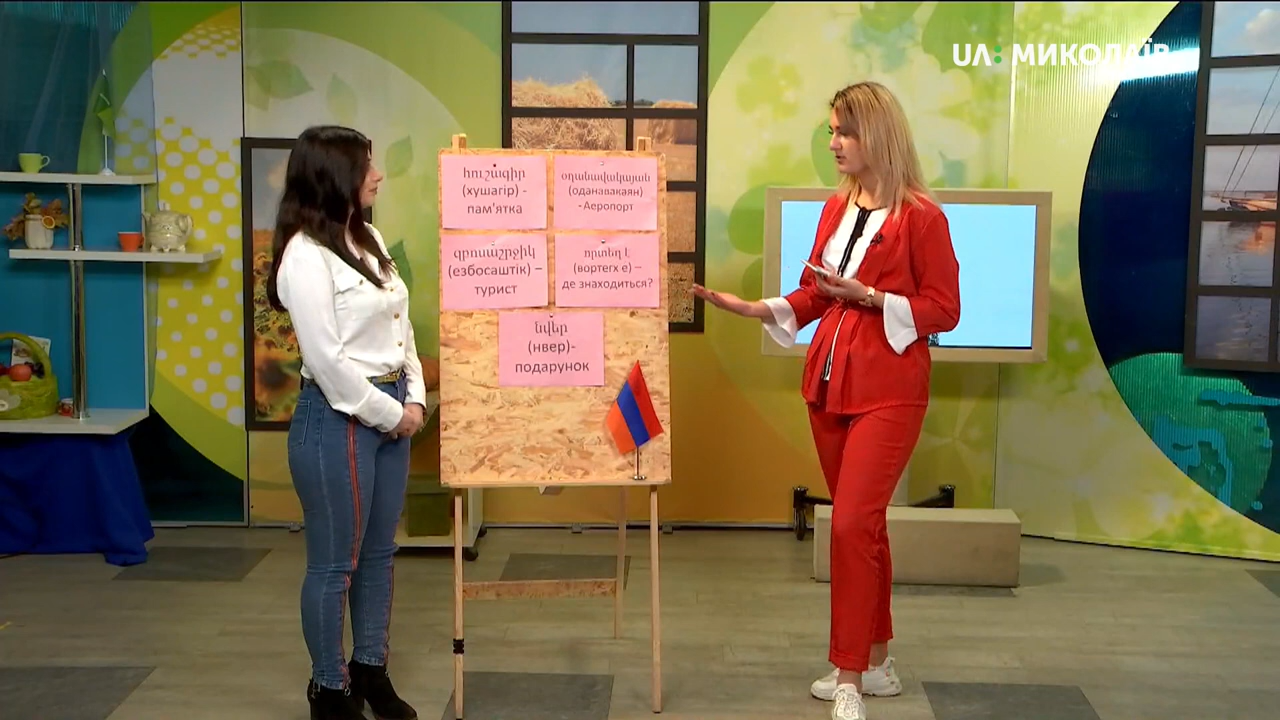 UA: МИКОЛАЇВ
հուշագիր
(хушагір) -
пам'ятка
օդանավակայան
(оданавакаян)
-Аеропорт
զբոսաշրջիկ
(езбосаштік) –
турист
որտեղ է
(вортегх е) –
де знаходиться?
նվեր
(нвер)-
подарунок